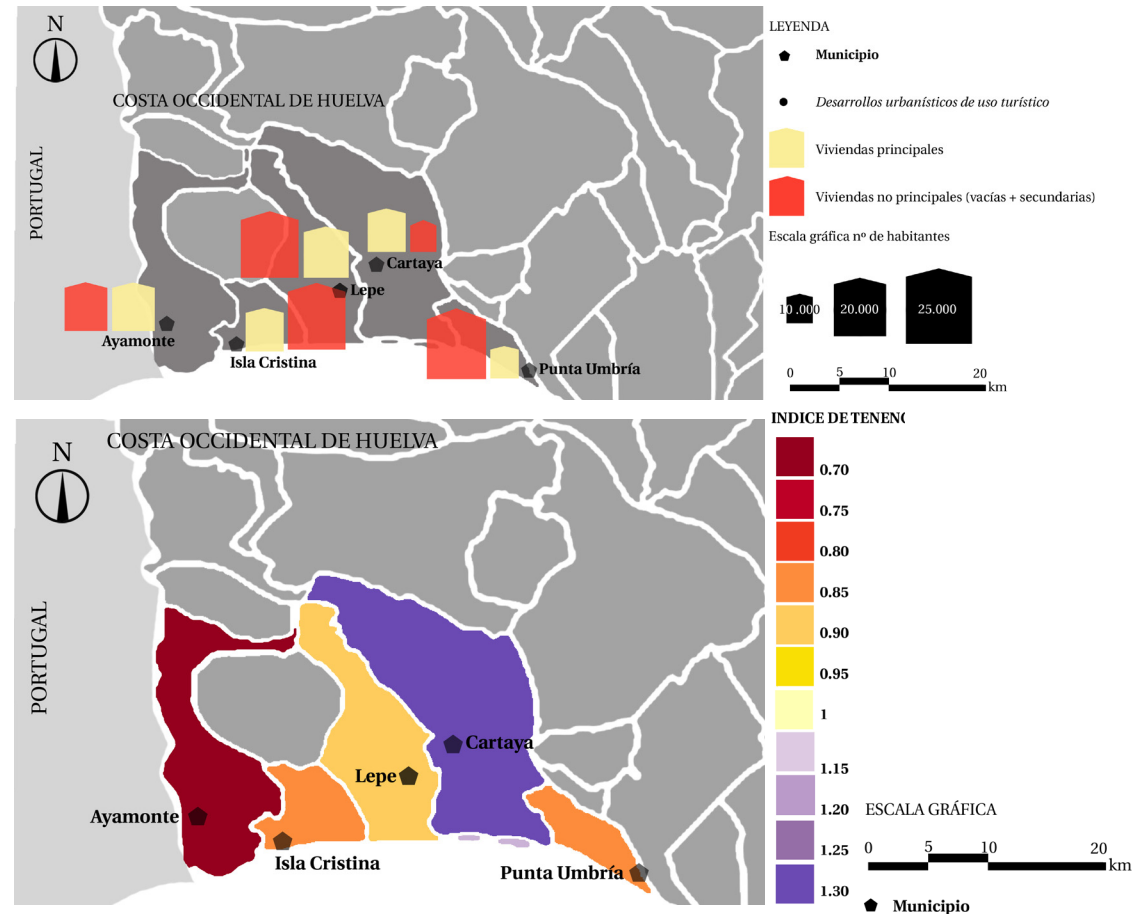 N
COSTA OCCIDENTAL DE HUELVA
PORTUGAL
Cartaya
Lepe
Ayamonte
Isla Cristina
Punta Umbría
LEYENDA
Municipio
Desarrollos urbanísticos de uso turístico
Viviendas principales
Viviendas no principales (vacías + secundarias)
Escala gráfica nº de habitantes
10 .000 20.000 25.000
0 5 10 20
km
COSTA OCCIDENTAL DE HUELVA
N
PORTUGAL
Cartaya
Lepe
Ayamonte
Isla Cristina
Punta Umbría
INDICE DE TENENC
0.70
0.75
0.80
0.85
0.90
0.95
1
1.15
1.20
1.25
1.30
ESCALA GRÁFICA
0 5 10 20
km
Municipio